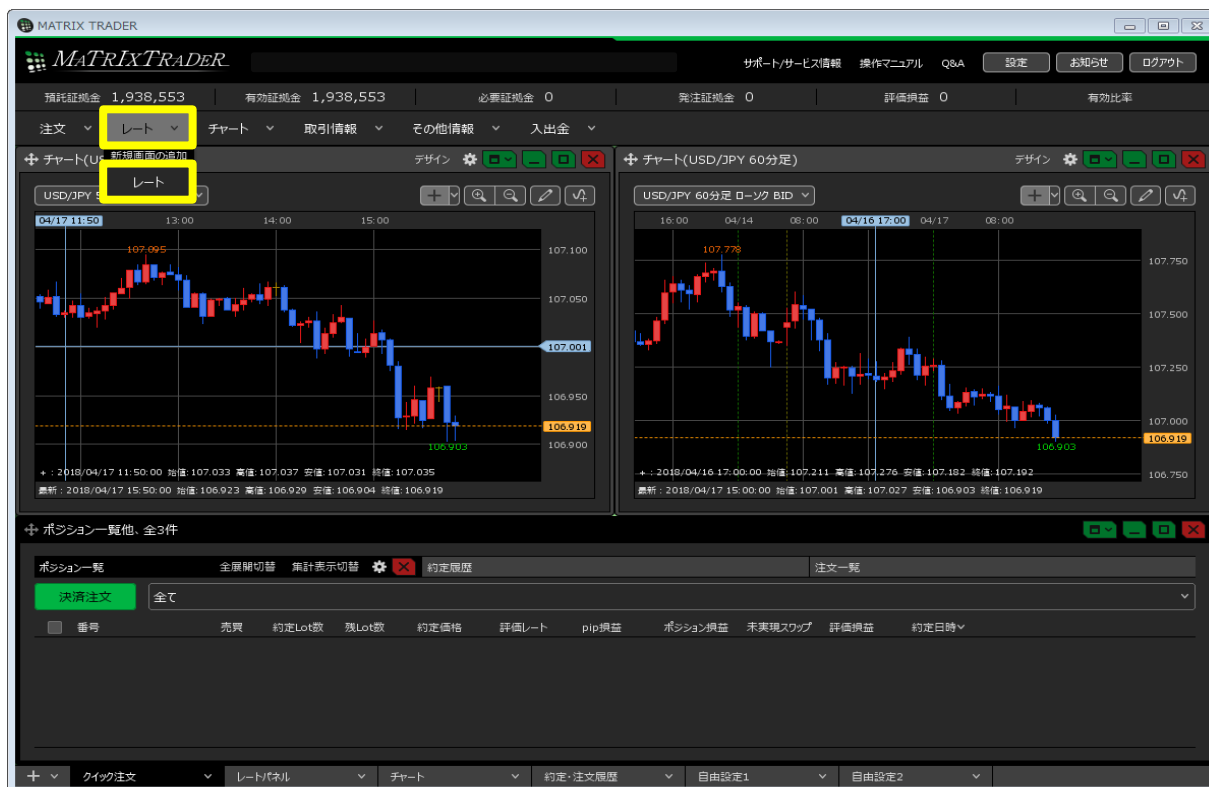 MATRIX TRADER
MATRIXTRADER
サポート/サービス情報 操作マニュアル Q&A 設定 お知らせ ログアウト
預託証拠金 1,938,553 有効証拠金 1,938,553 必要証拠金 0 発注証拠金 0 評価損益 0 有効比率
注文 レート チャート 取引情報 その他情報 入出金
新規画面の追加
レート
チャート(US デザイン
USD/JPY 5
04/17 11:50 13:00 14:00 15:00
107.095
107.100
107.050
107.001
106.950
106.919
106.903
106.900
+ : 2018/04/17 11:50:00 始値:107.033 高値:107.037 安値:107.031 終値:107.035
最新 : 2018/04/17 15:50:00 始値:106.923 高値:106.929 安値:106.904 終値:106.919
チャート(USD/JPY 60分足) デザイン
USD/JPY 60分足 ローソク BID
16:00 04/14 08:00 04/16 17:00 04/17 08:00
107.778
107.750
107.500
107.250
107.000
106.919
106.903
106.750
+ : 2018/04/16 17:00:00 始値:107.211 高値:107.276 安値:107.182 終値:107.192
最新 : 2018/04/17 15:00:00 始値:107.001 高値:107.027 安値:106.903 終値:106.919
ポジション一覧他、全3件
ポジション一覧 全展開切替 集計表示切替 約定履歴 注文一覧
決済注文 全て
番号 売買 約定Lot数 残Lot数 約定価格 評価レート pip損益 ポジション損益 未実現スワップ 評価損益 約定日時
クイック注文 レートパネル チャート 約定・注文履歴 自由設定1 自由設定2